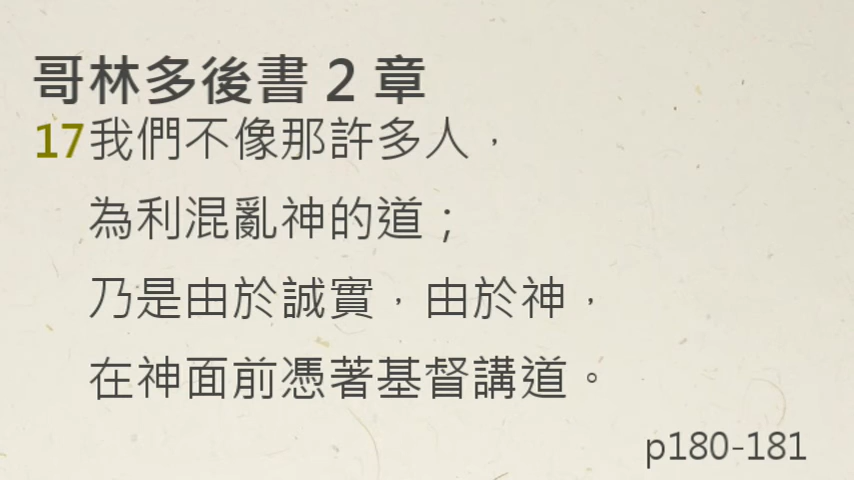 哥林多後書 2 章
17我們不像那許多人，
為利混亂神的道；
乃是由於誠實，由於神，
在神面前憑著基督講道。
p180-181